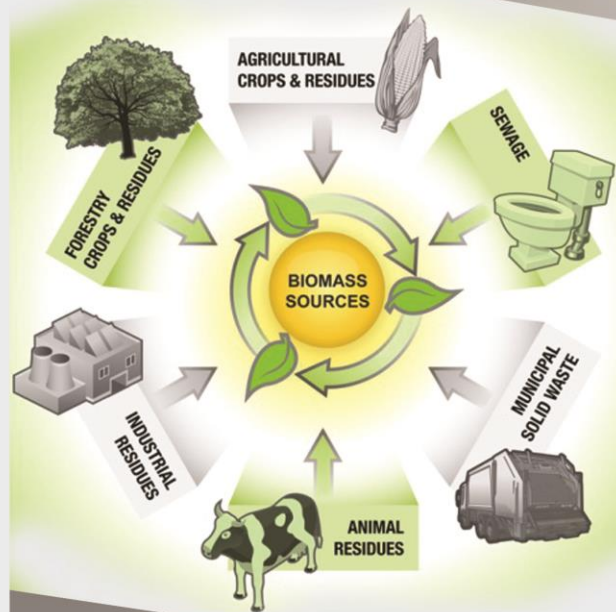 AGRICULTURAL
CROPS & RESIDUES
SEWAGE
MUNICIPAL
SOLID WASTE
ANIMAL
RESIDUES
INDUSTRIAL
RESIDUES
FORESTRY
CROPS & RESIDUES
BIOMASS
SOURCES